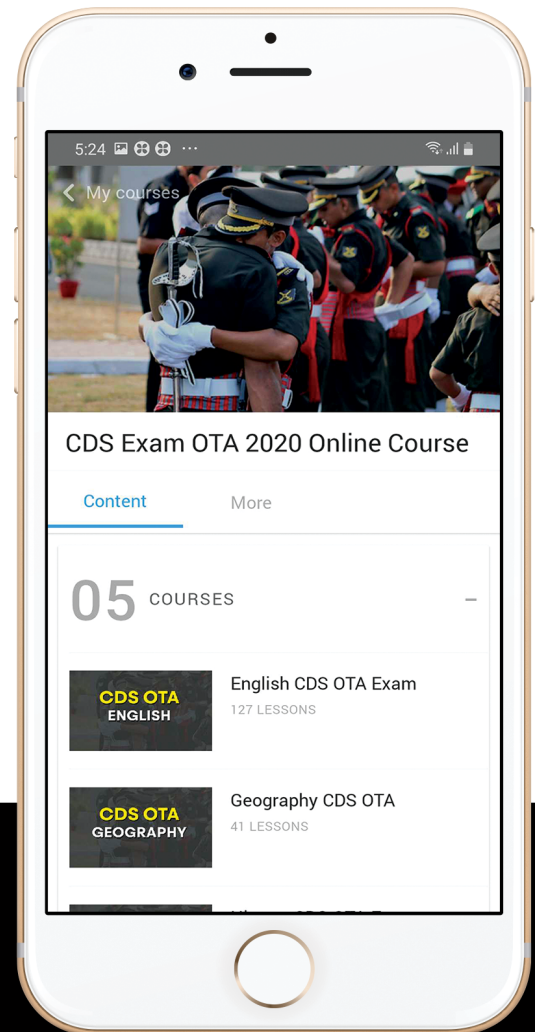 5:24
My courses
CDS Exam OTA 2020 Online Course
Content
More
05 COURSES
CDS OTA
ENGLISH
English CDS OTA Exam
127 LESSONS
CDS OTA
GEOGRAPHY
Geography CDS OTA
41 LESSONS